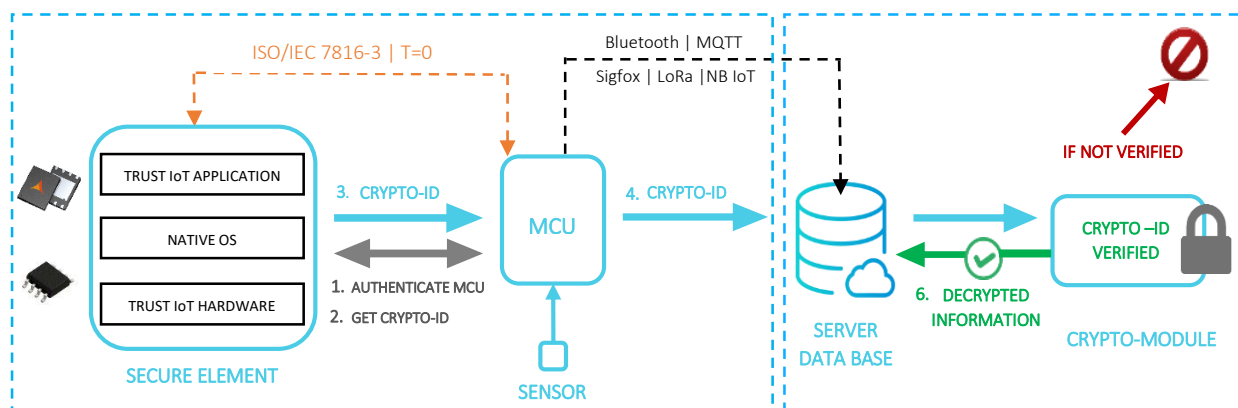 ISO/IEC 7816-3 | T=0
Bluetooth | MQTT
Sigfox | LoRa |NB IoT
IF NOT VERIFIED
TRUST IoT APPLICATION
NATIVE OS
TRUST IoT HARDWARE
SECURE ELEMENT
3. CRYPTO-ID
1. AUTHENTICATE MCU
2. GET CRYPTO-ID
MCU
SENSOR
4. CRYPTO-ID
SERVER
DATA BASE
CRYPTO –ID
VERIFIED
6. DECRYPTED
INFORMATION
CRYPTO-MODULE